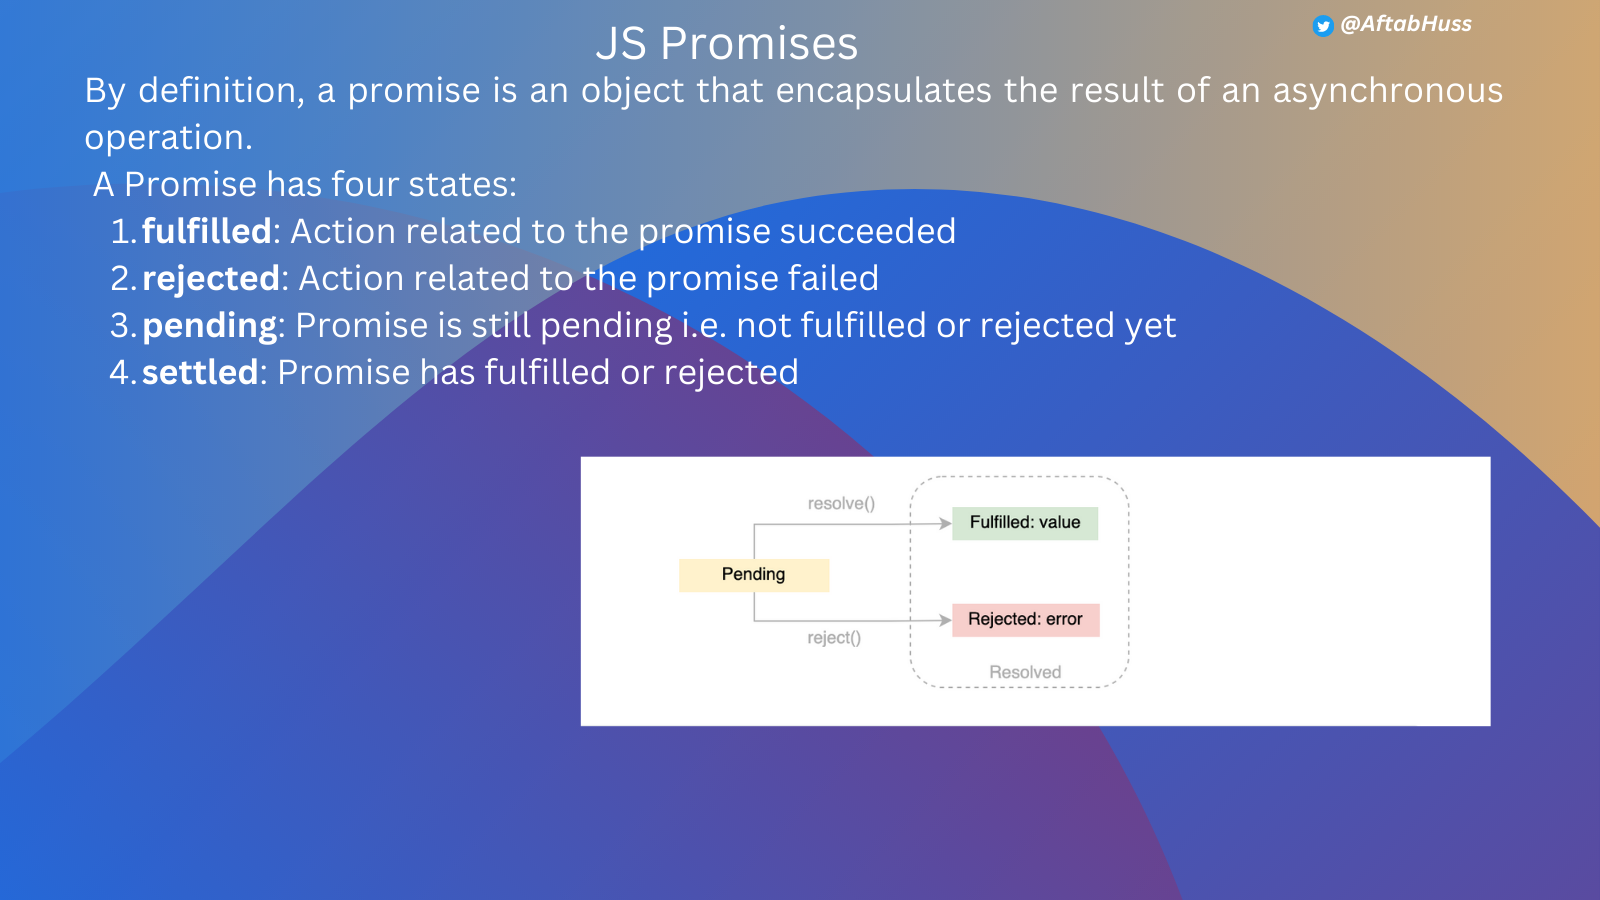 JS Promises
@AftabHuss
By definition, a promise is an object that encapsulates the result of an asynchronous
operation.
A Promise has four states:
1. fulfilled: Action related to the promise succeeded
2. rejected: Action related to the promise failed
3. pending: Promise is still pending i.e. not fulfilled or rejected yet
4. settled: Promise has fulfilled or rejected
resolve()
Fulfilled: value
Pending
Rejected: error
reject()
Resolved